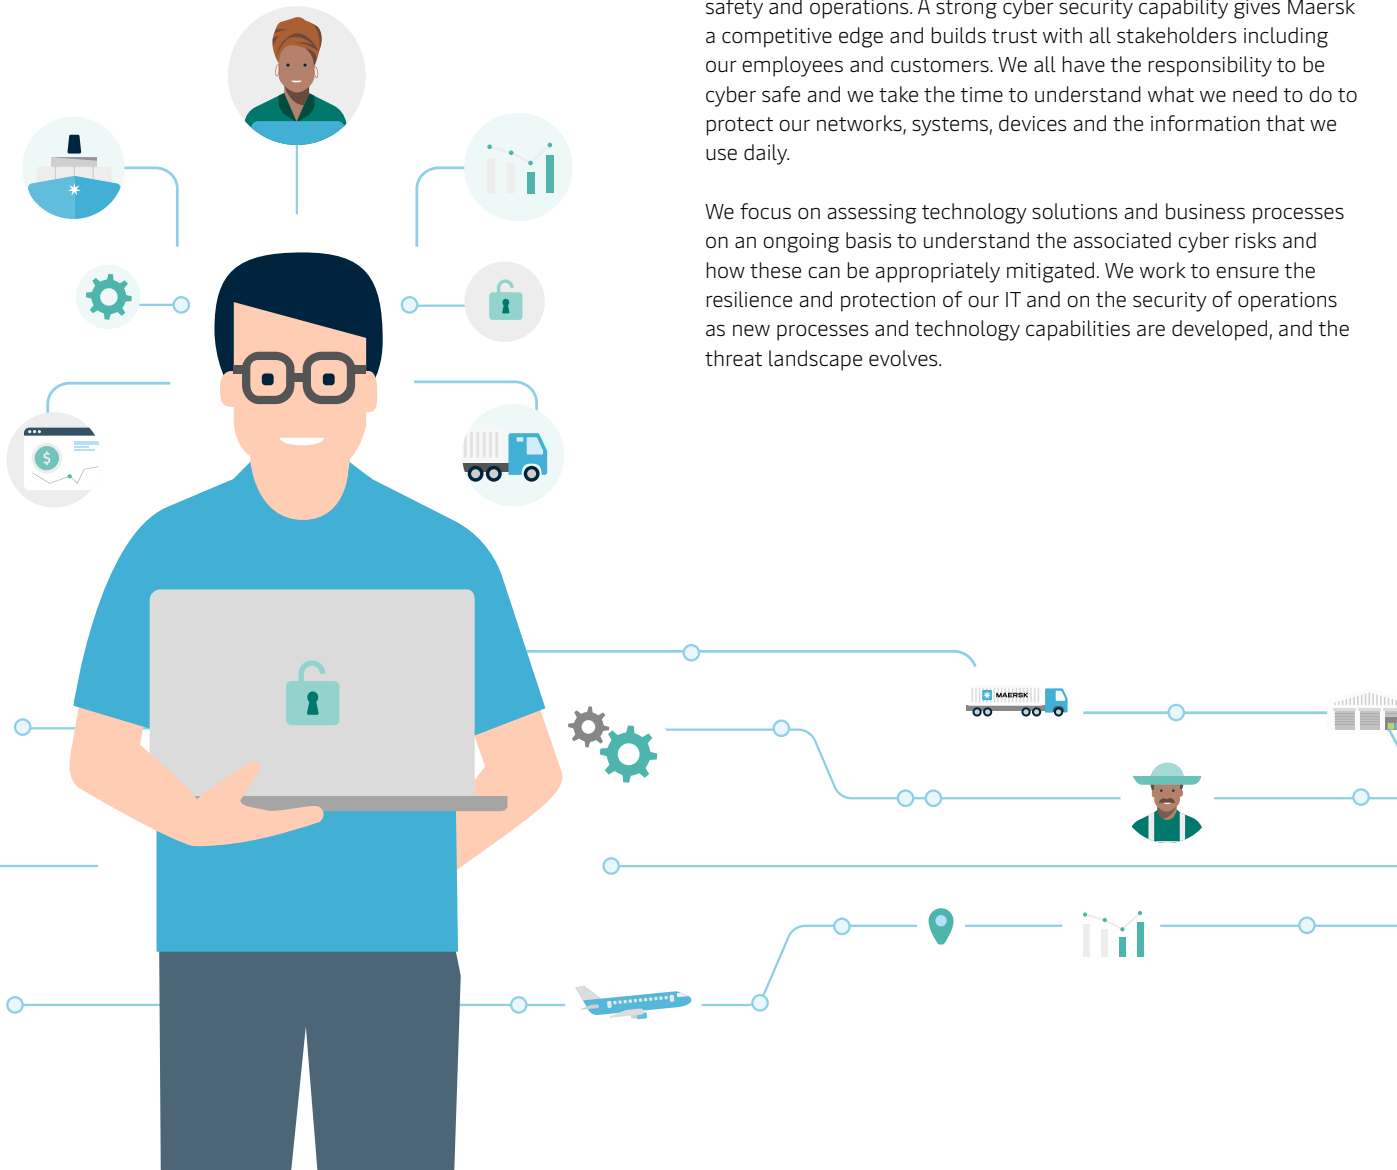 safety and operations. A strong cyber security capability gives Maersk
a competitive edge and builds trust with all stakeholders including
our employees and customers. We all have the responsibility to be
cyber safe and we take the time to understand what we need to do to
protect our networks, systems, devices and the information that we
use daily.
We focus on assessing technology solutions and business processes
on an ongoing basis to understand the associated cyber risks and
how these can be appropriately mitigated. We work to ensure the
resilience and protection of our IT and on the security of operations
as new processes and technology capabilities are developed, and the
threat landscape evolves.
$
MAERSK